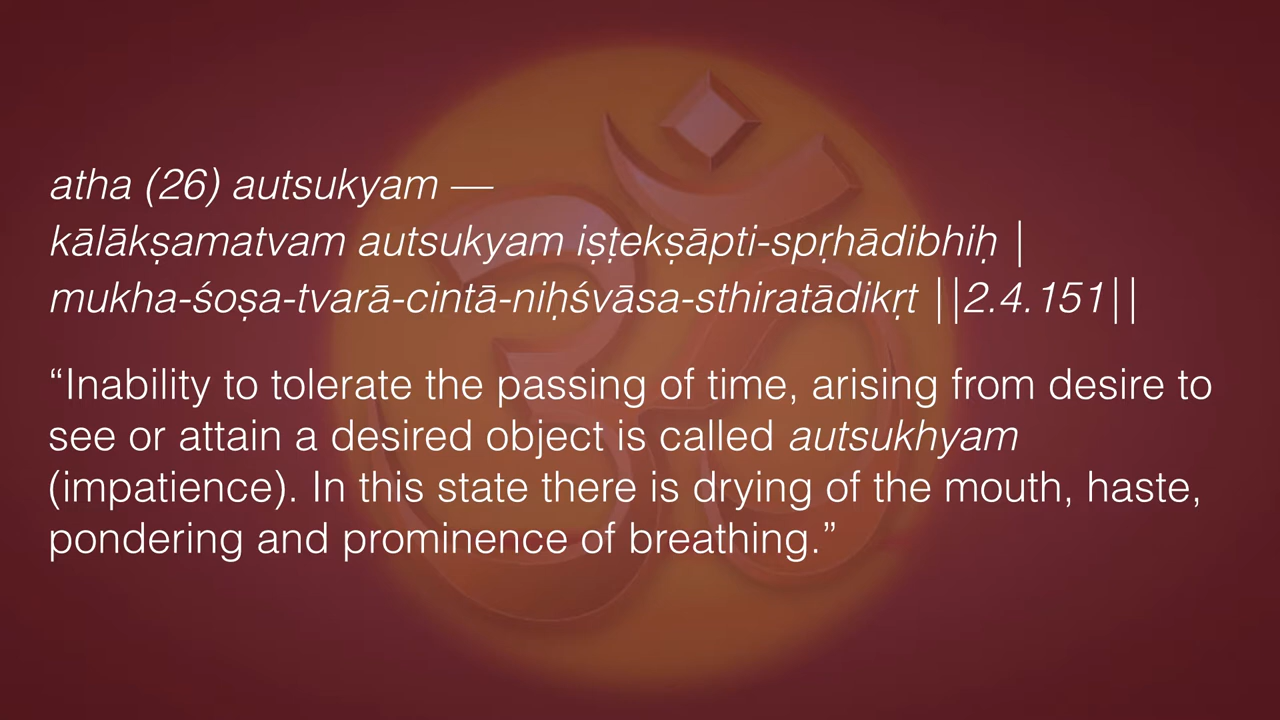 atha (26) autsukyam —
kālākṣamatvam autsukyam iṣṭekṣāpti-spṛhādibhiḥ |
mukha-śoṣa-tvarā-cintā-niḥśvāsa-sthiratādikṛt ||2.4.151||
“Inability to tolerate the passing of time, arising from desire to
see or attain a desired object is called autsukhyam
(impatience). In this state there is drying of the mouth, haste,
pondering and prominence of breathing.”